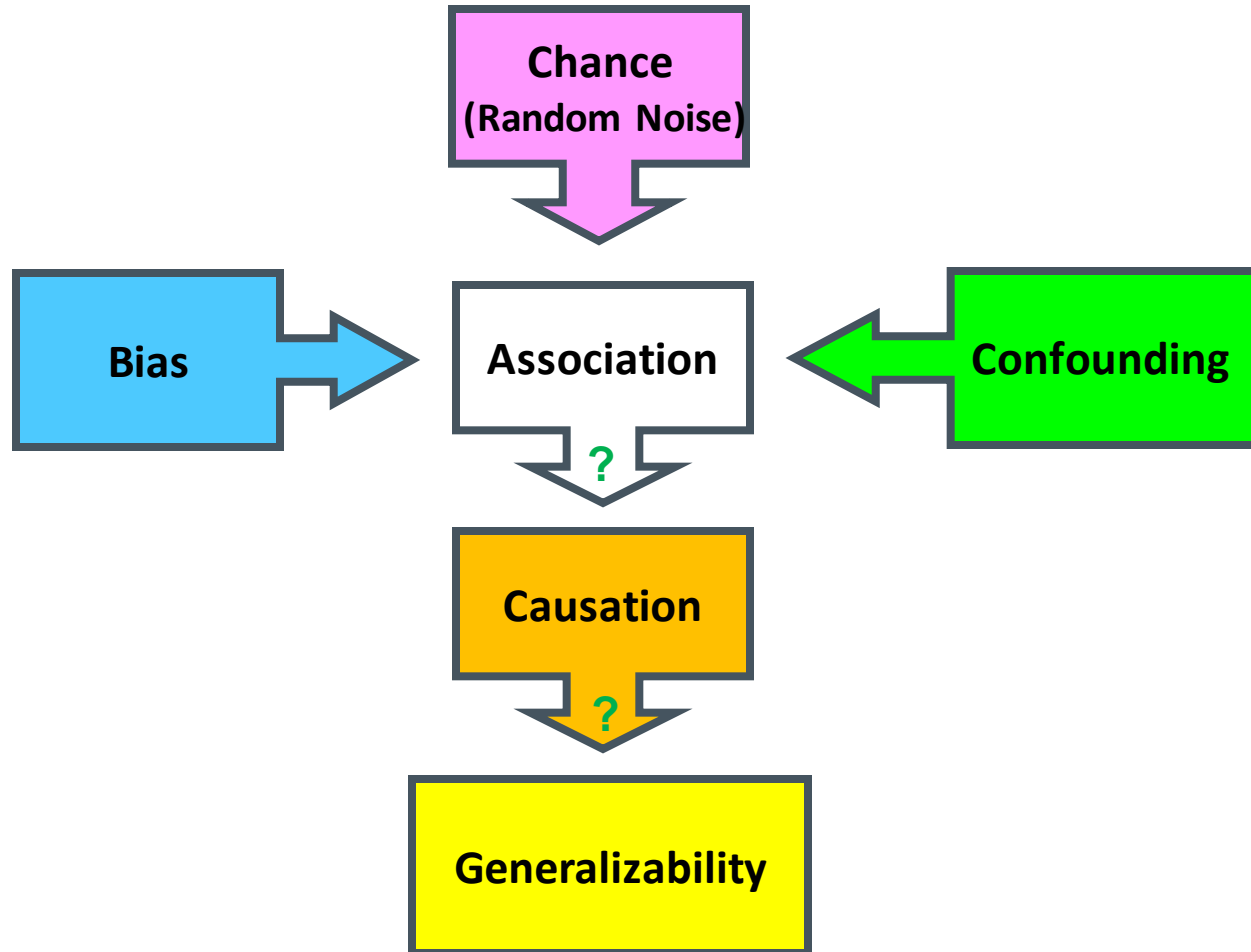 Chance
(Random Noise)
Bias
Association
Confounding
?
Causation
?
Generalizability